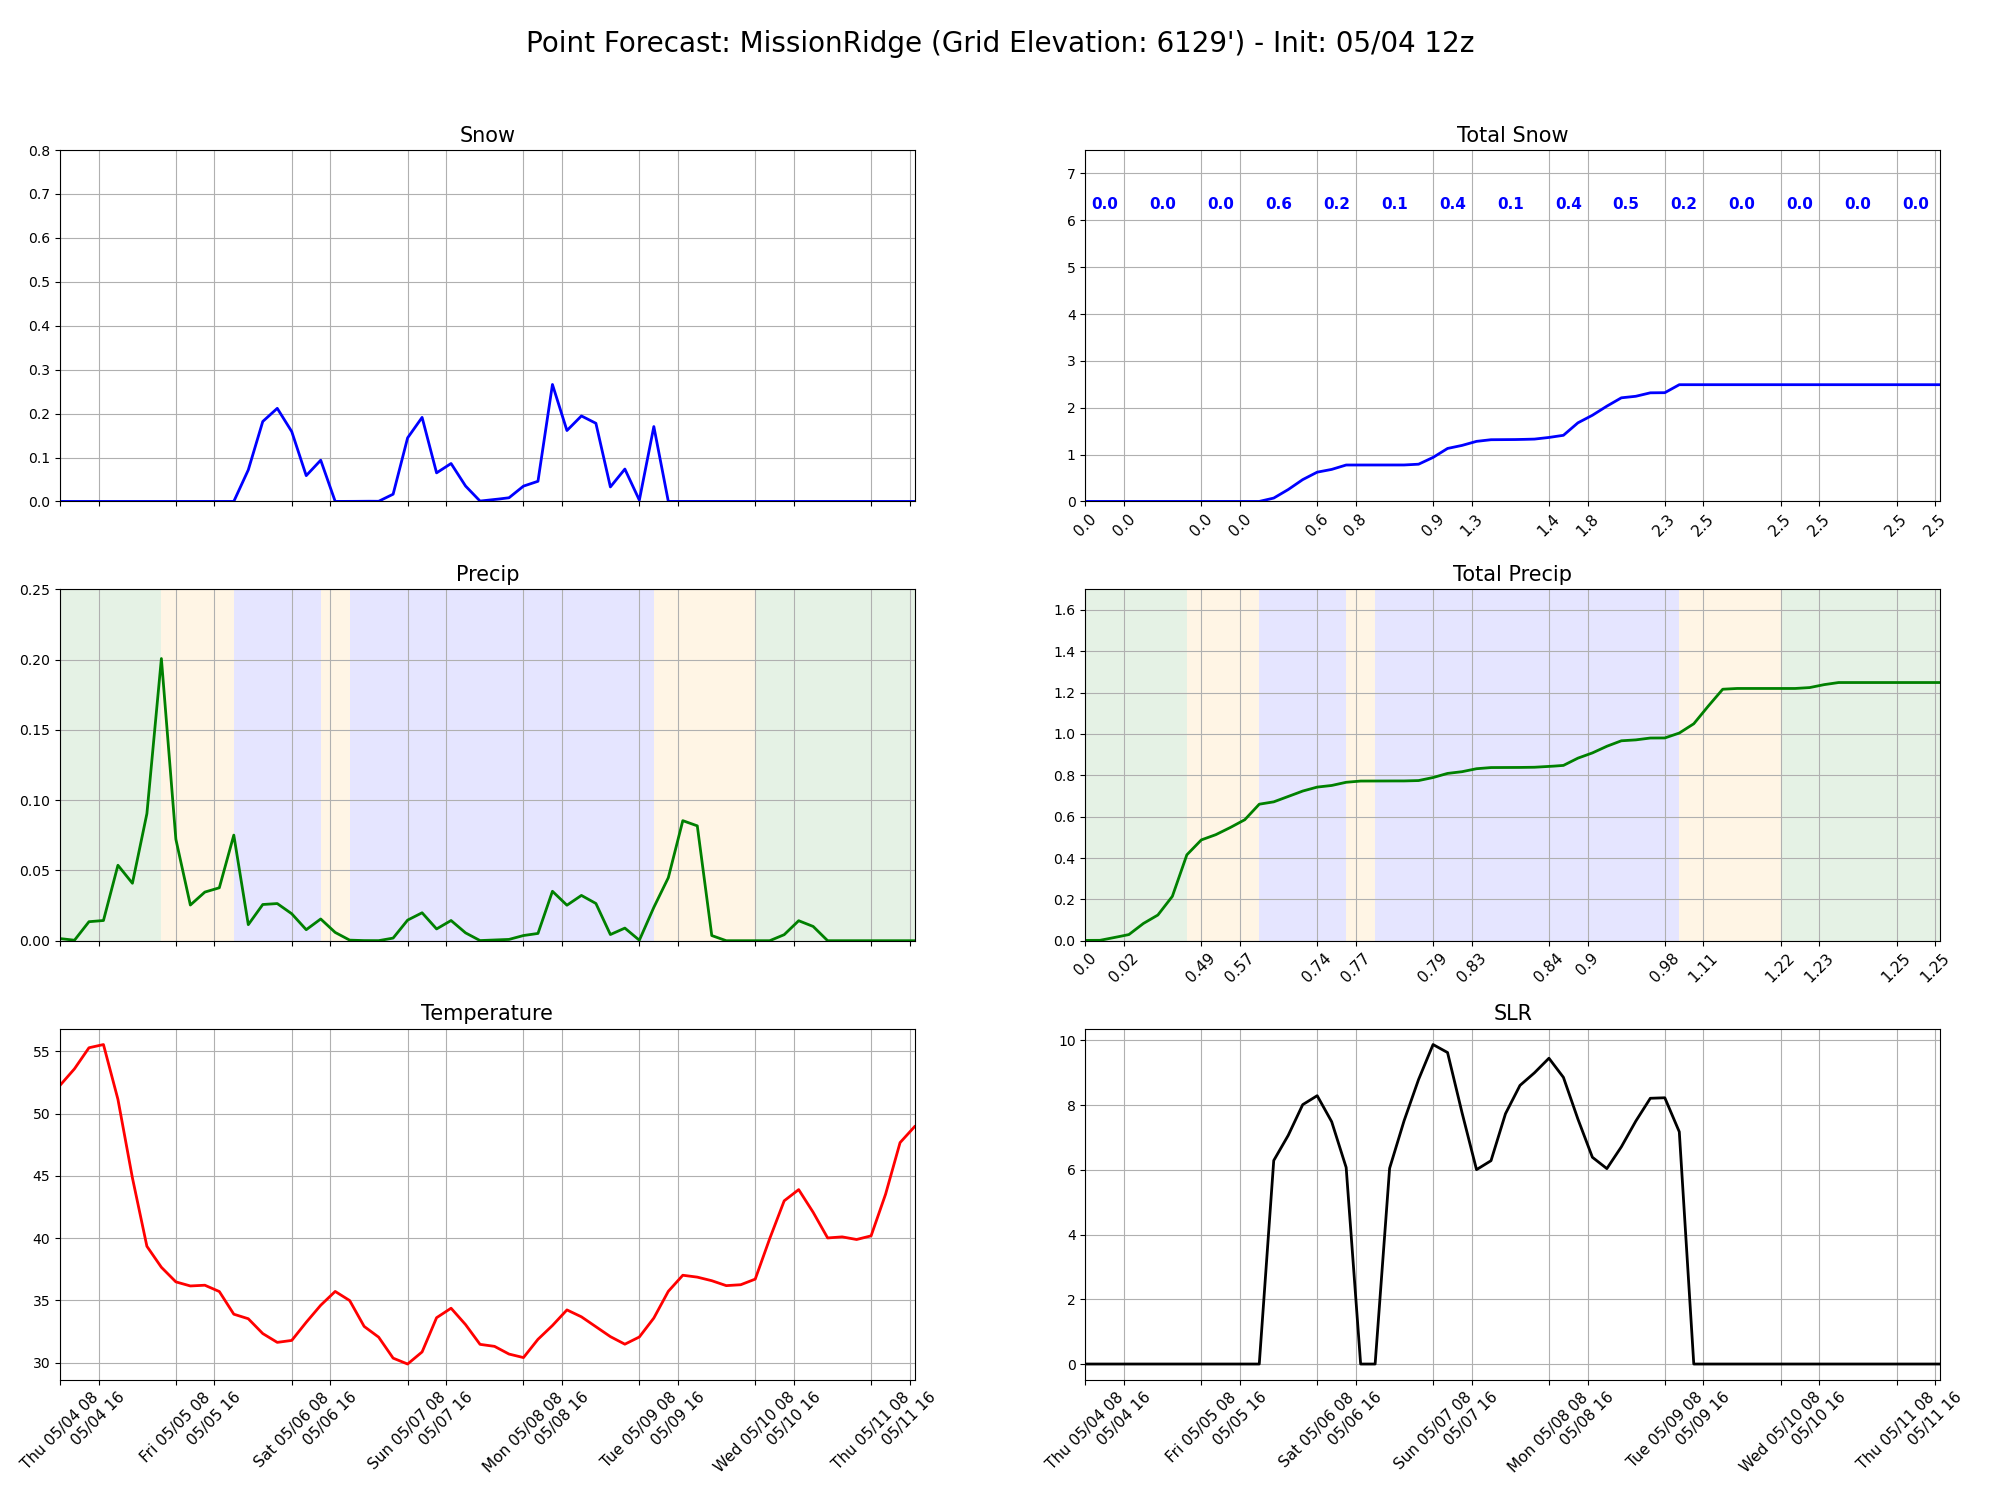 Point Forecast: MissionRidge (Grid Elevation: 6129') - Init: 05/04 12z
Snow
0.8
0.7
0.6
0.5
0.4
0.3
0.2
0.1
0.0
Total Snow
7
6
5
4
3
2
1
0
0.0 0.0 0.0 0.6 0.2 0.1 0.4 0.1 0.4 0.5 0.2 0.0 0.0 0.0 0.0
0.0 0.0 0.0 0.0 0.6 0.8 0.9 1.3 1.4 1.8 2.3 2.5 2.5 2.5 2.5 2.5
Precip
0.25
0.20
0.15
0.10
0.05
0.00
Total Precip
1.6
1.4
1.2
1.0
0.8
0.6
0.4
0.2
0.0
0.0 0.02 0.49 0.57 0.74 0.77 0.79 0.83 0.84 0.9 0.98 1.11 1.22 1.23 1.25 1.25
Temperature
55
50
45
40
35
30
Thu 05/04 08
05/04 16
Fri 05/05 08
05/05 16
Sat 05/06 08
05/06 16
Sun 05/07 08
05/07 16
Mon 05/08 08
05/08 16
Tue 05/09 08
05/09 16
Wed 05/10 08
05/10 16
Thu 05/11 08
05/11 16
SLR
10
8
6
4
2
0
Thu 05/04 08
05/04 16
Fri 05/05 08
05/05 16
Sat 05/06 08
05/06 16
Sun 05/07 08
05/07 16
Mon 05/08 08
05/08 16
Tue 05/09 08
05/09 16
Wed 05/10 08
05/10 16
Thu 05/11 08
05/11 16